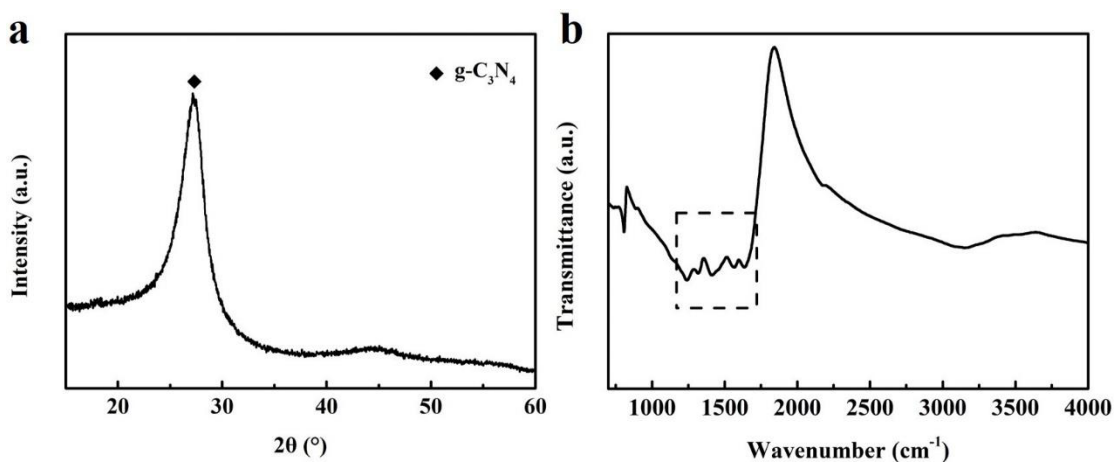 a
◆ g-C₃N₄
Intensity (a.u.)
20 30 40 50 60
2θ (°)
b
Transmittance (a.u.)
1000 1500 2000 2500 3000 3500 4000
Wavenumber (cm⁻¹)